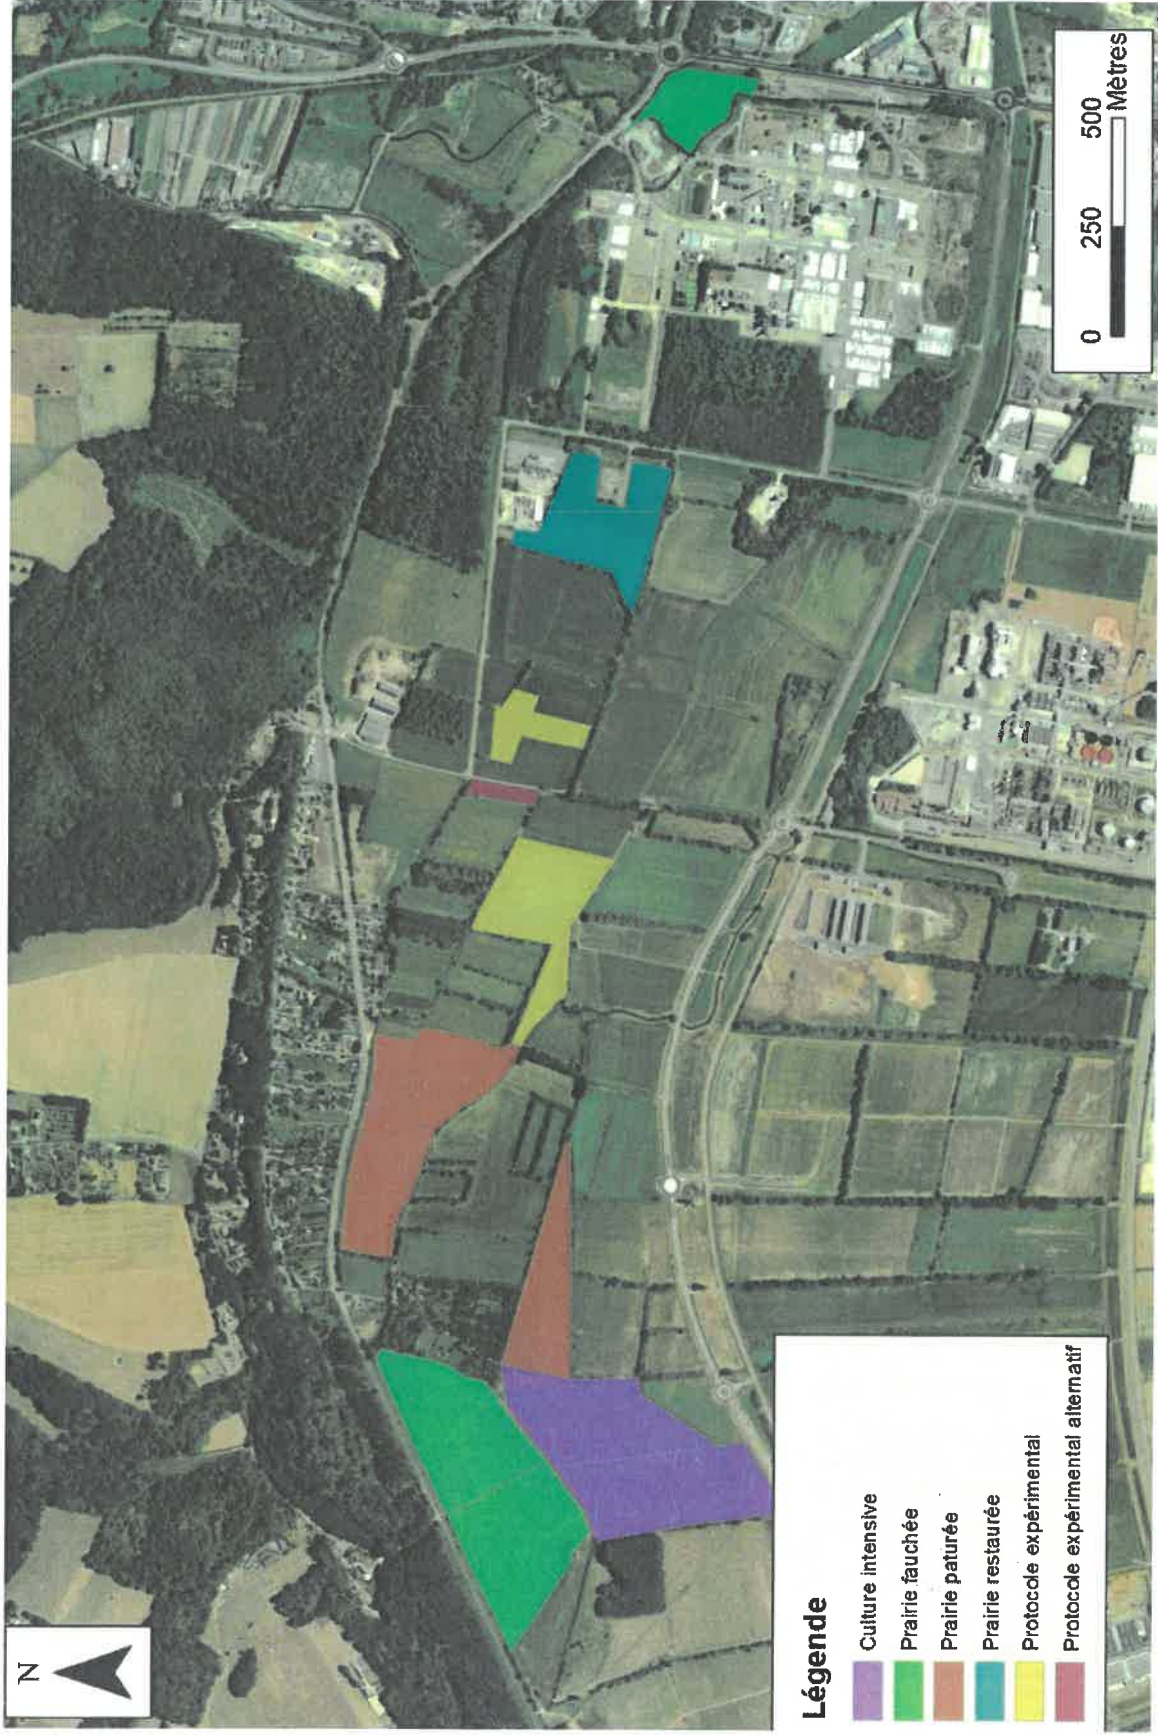 N
Légende
Culture intensive
Prairie fauchée
Prairie paturée
Prairie restaurée
Protocole expérimental
Protocole expérimental alternatif
0 250 500
Mètres